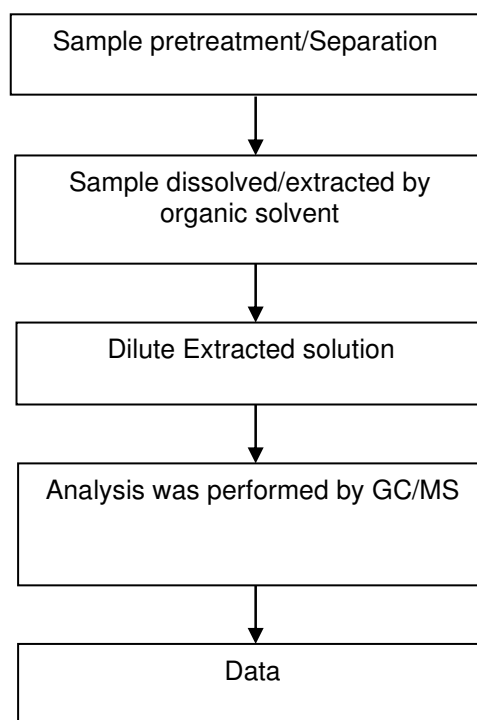 Sample pretreatment/Separation
Sample dissolved/extracted by
organic solvent
Dilute Extracted solution
Analysis was performed by GC/MS
Data